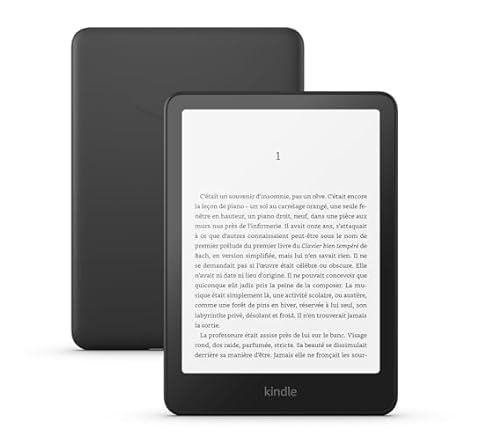 1
C'était un souvenir d'insomnie, pas un rêve. C'était encore
la leçon de piano – un sol au carrelage orangé, une seule fe-
nêtre en hauteur, un piano droit, neuf, dans une pièce aux
murs nus près de l'infirmerie. Il avait onze ans, s'attaquait
à ce que d'autres connaissaient peut-être sous le nom de
premier prélude du premier livre du Clavier bien tempéré de
Bach, en version simplifiée, mais lui n'en savait rien. Il ne
se demandait pas si l'œuvre était célèbre ou obscure. Elle
n'avait ni date ni lieu d'origine. Il ne pouvait concevoir que
quiconque eût jadis pris la peine de la composer. La mu-
sique était simplement là, une activité scolaire, ou austère,
comme une forêt de pins en hiver, réservée à lui seul, son
labyrinthe privé, désolant et froid. Il n'en trouverait jamais
la sortie.
La professeure était assise près de lui sur le banc. Visage
rond, dos raide, parfumée, stricte. Sa beauté se dissimulait
derrière sa manière d'être. Jamais elle ne fronçait les sour-
kindle